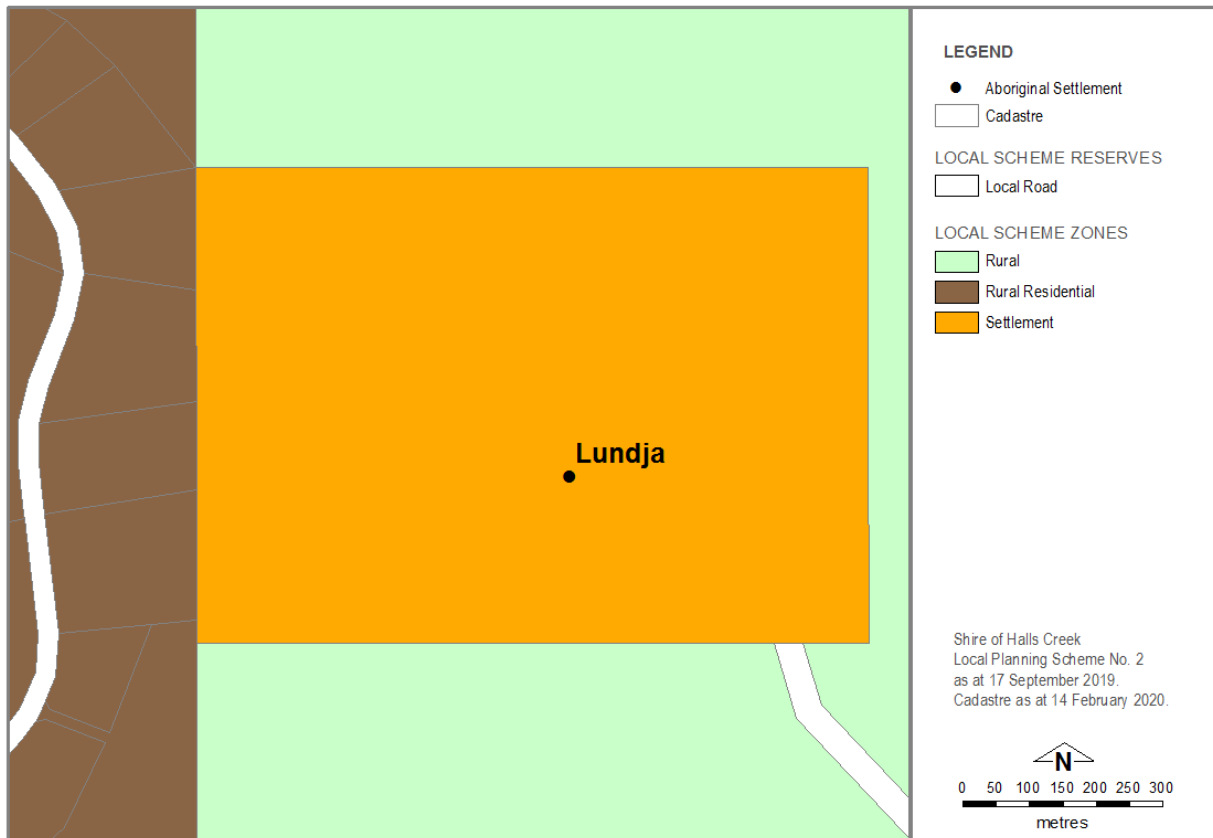 Lundja
LEGEND
Aboriginal Settlement
Cadastre
LOCAL SCHEME RESERVES
Local Road
LOCAL SCHEME ZONES
Rural
Rural Residential
Settlement
Shire of Halls Creek
Local Planning Scheme No. 2
as at 17 September 2019.
Cadastre as at 14 February 2020.
N
0 50 100 150 200 250 300
metres